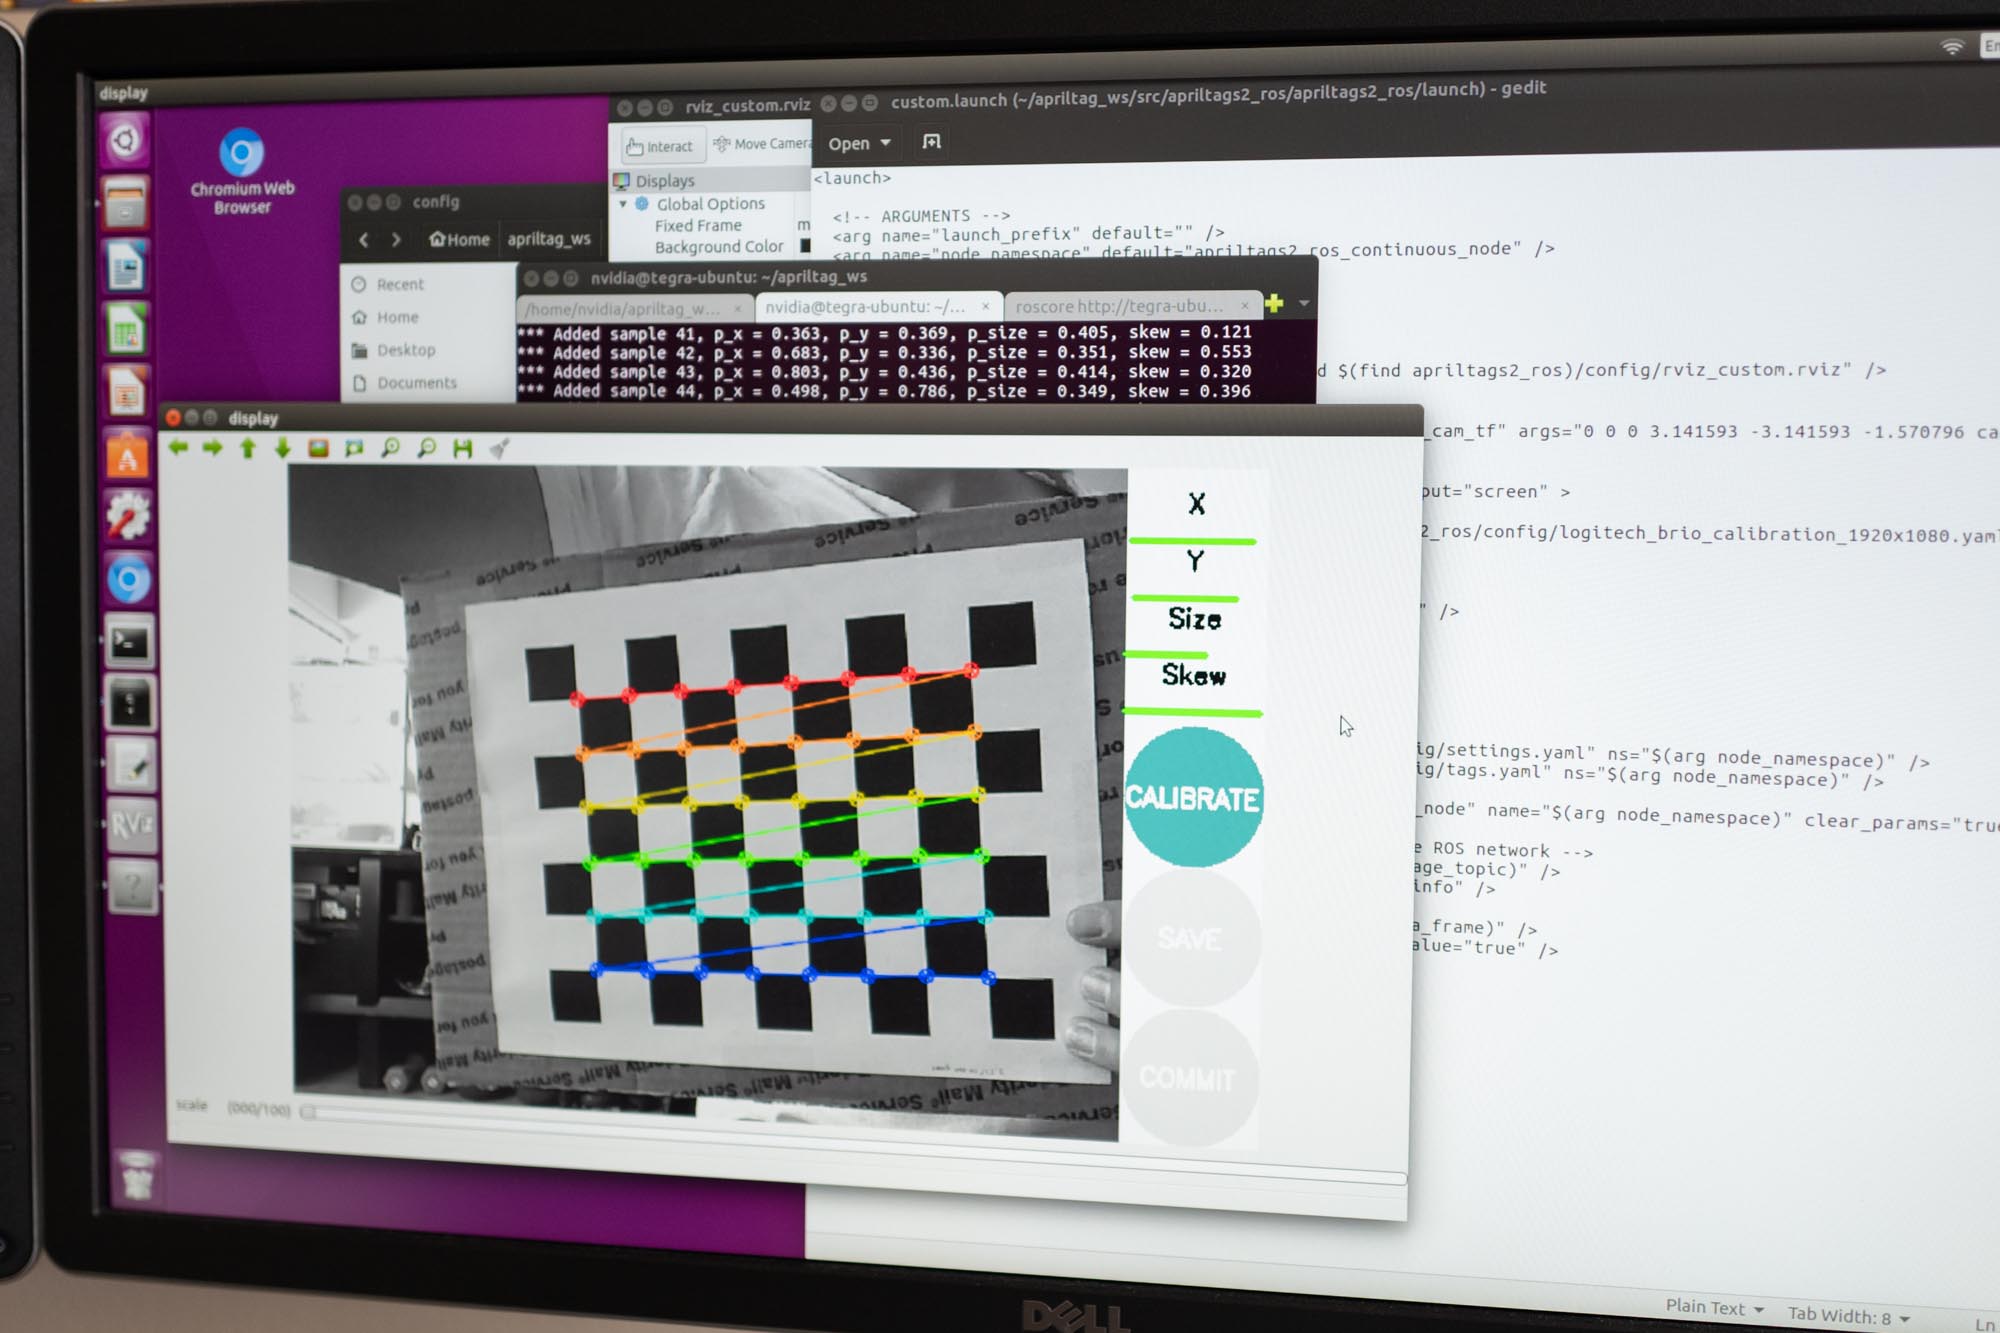 display
En
Chromium Web
Browser
rviz_custom.rviz
Interact
Move Camera
Displays
Global Options
Fixed Frame
m
Background Color
custom.launch (~/apriltag_ws/src/apriltags2_ros/apriltags2_ros/launch) - gedit
Open
<launch>
<!-- ARGUMENTS -->
<arg name="launch_prefix" default="" />
<arg name="node_namespace" default="apriltags2_ros_continuous_node" />
config
Home
apriltag_ws
Recent
Home
Desktop
Documents
nvidia@tegra-ubuntu: ~/apriltag_ws
/home/nvidia/apriltag_w...
nvidia@tegra-ubuntu: ~/...
roscore http://tegra-ubu...
*** Added sample 41, p_x = 0.363, p_y = 0.369, p_size = 0.405, skew = 0.121
*** Added sample 42, p_x = 0.683, p_y = 0.336, p_size = 0.351, skew = 0.553
*** Added sample 43, p_x = 0.803, p_y = 0.436, p_size = 0.414, skew = 0.320
*** Added sample 44, p_x = 0.498, p_y = 0.786, p_size = 0.349, skew = 0.396
d $(find apriltags2_ros)/config/rviz_custom.rviz" />
_cam_tf" args="0 0 0 3.141593 -3.141593 -1.570796 ca
put="screen" >
2_ros/config/logitech_brio_calibration_1920x1080.yaml
" />
ig/settings.yaml" ns="$(arg node_namespace)" />
ig/tags.yaml" ns="$(arg node_namespace)" />
_node" name="$(arg node_namespace)" clear_params="true
e ROS network -->
age_topic)" />
info" />
a_frame)" />
alue="true" />
display
X
Y
Size
Skew
CALIBRATE
SAVE
COMMIT
scale (000/100)
RViz
Plain Text
Tab Width: 8
Ln
DELL